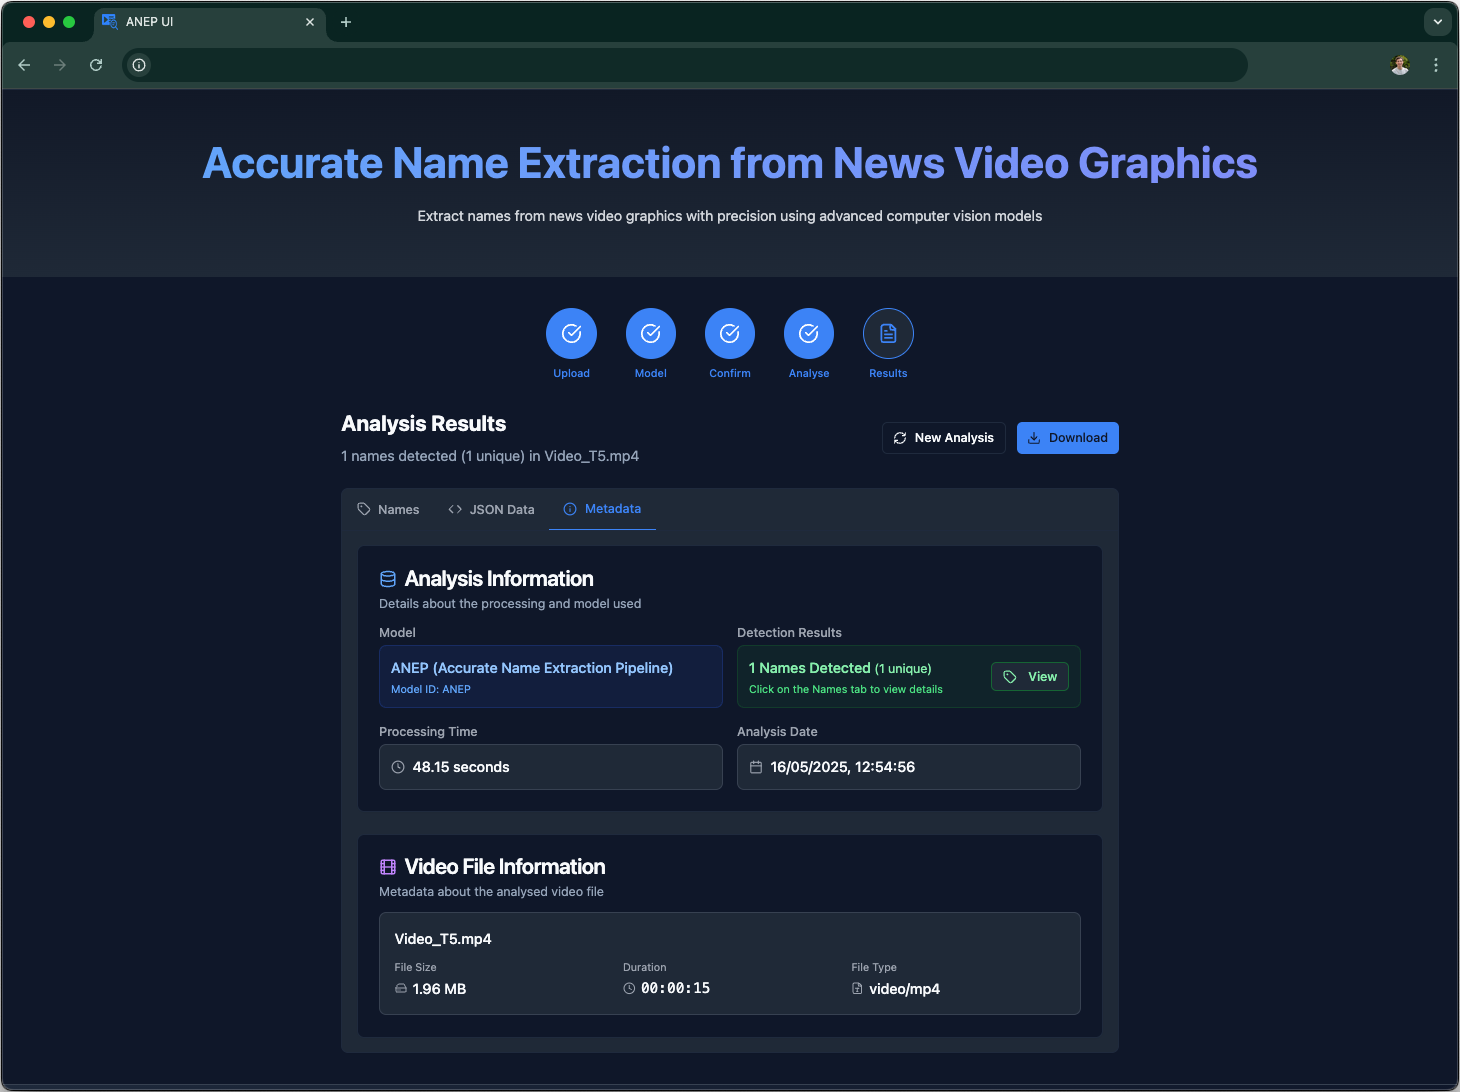 ANEP UI
Accurate Name Extraction from News Video Graphics
Extract names from news video graphics with precision using advanced computer vision models
Upload
Model
Confirm
Analyse
Results
Analysis Results
1 names detected (1 unique) in Video_T5.mp4
New Analysis
Download
Names
JSON Data
Metadata
Analysis Information
Details about the processing and model used
Model
ANEP (Accurate Name Extraction Pipeline)
Model ID: ANEP
Detection Results
1 Names Detected (1 unique)
Click on the Names tab to view details
View
Processing Time
48.15 seconds
Analysis Date
16/05/2025, 12:54:56
Video File Information
Metadata about the analysed video file
Video_T5.mp4
File Size
1.96 MB
Duration
00:00:15
File Type
video/mp4